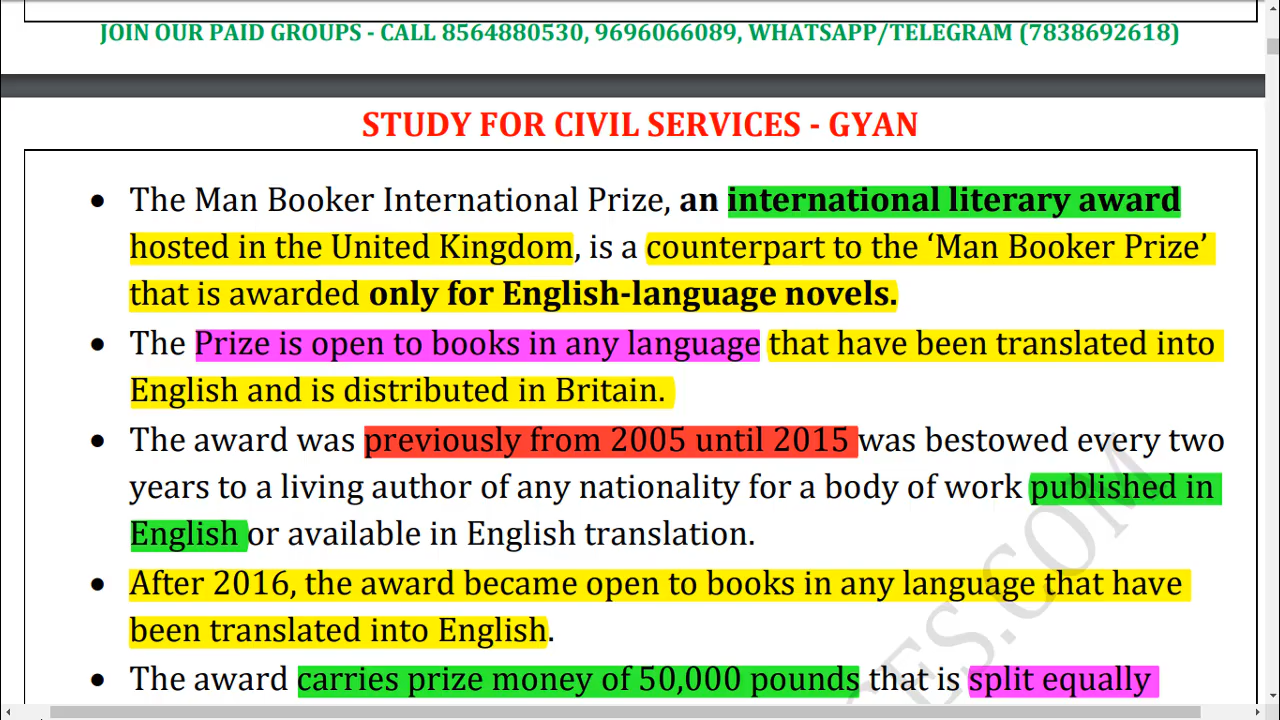 JOIN OUR PAID GROUPS - CALL 8564880530, 9696066089, WHATSAPP/TELEGRAM (7838692618)
STUDY FOR CIVIL SERVICES - GYAN
• The Man Booker International Prize, an international literary award
hosted in the United Kingdom, is a counterpart to the ‘Man Booker Prize’
that is awarded only for English-language novels.
• The Prize is open to books in any language that have been translated into
English and is distributed in Britain.
• The award was previously from 2005 until 2015 was bestowed every two
years to a living author of any nationality for a body of work published in
English or available in English translation.
• After 2016, the award became open to books in any language that have
been translated into English.
• The award carries prize money of 50,000 pounds that is split equally
ES.COM